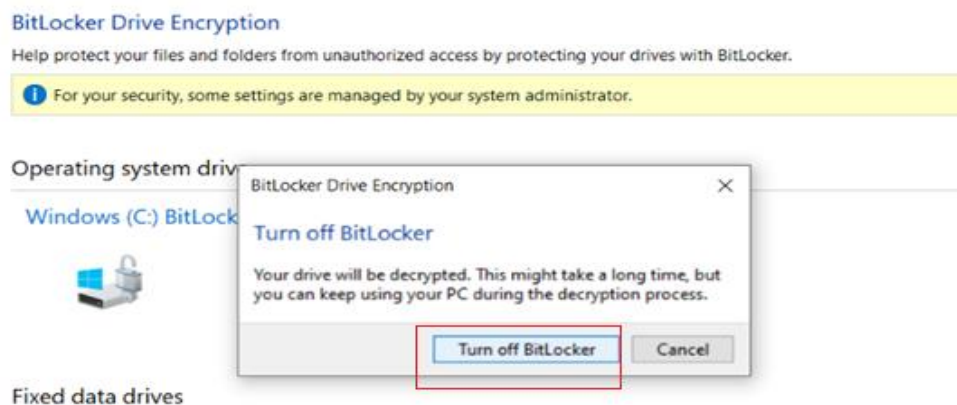 BitLocker Drive Encryption
Help protect your files and folders from unauthorized access by protecting your drives with BitLocker.
For your security, some settings are managed by your system administrator.
Operating system
Windows (C:)
BitLocker Drive Encryption
Turn off BitLocker
Your drive will be decrypted. This might take a long time, but
you can keep using your PC during the decryption process.
Turn off BitLocker Cancel
Fixed data drives